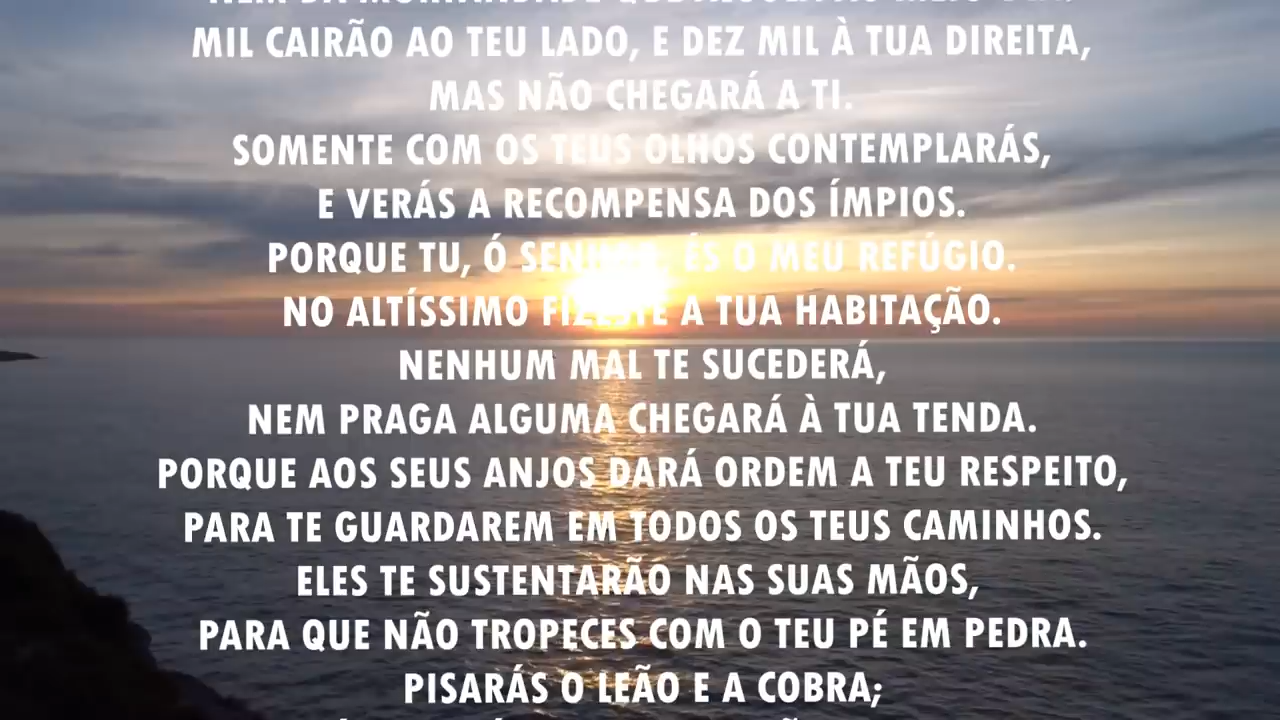 MIL CAIRÃO AO TEU LADO, E DEZ MIL À TUA DIREITA,
MAS NÃO CHEGARÁ A TI.
SOMENTE COM OS TEUS OLHOS CONTEMPLARÁS,
E VERÁS A RECOMPENSA DOS ÍMPIOS.
PORQUE TU, Ó SENHOR, ÉS O MEU REFÚGIO.
NO ALTÍSSIMO FIZESTE A TUA HABITAÇÃO.
NENHUM MAL TE SUCEDERÁ,
NEM PRAGA ALGUMA CHEGARÁ À TUA TENDA.
PORQUE AOS SEUS ANJOS DARÁ ORDEM A TEU RESPEITO,
PARA TE GUARDAREM EM TODOS OS TEUS CAMINHOS.
ELES TE SUSTENTARÃO NAS SUAS MÃOS,
PARA QUE NÃO TROPECES COM O TEU PÉ EM PEDRA.
PISARÁS O LEÃO E A COBRA;